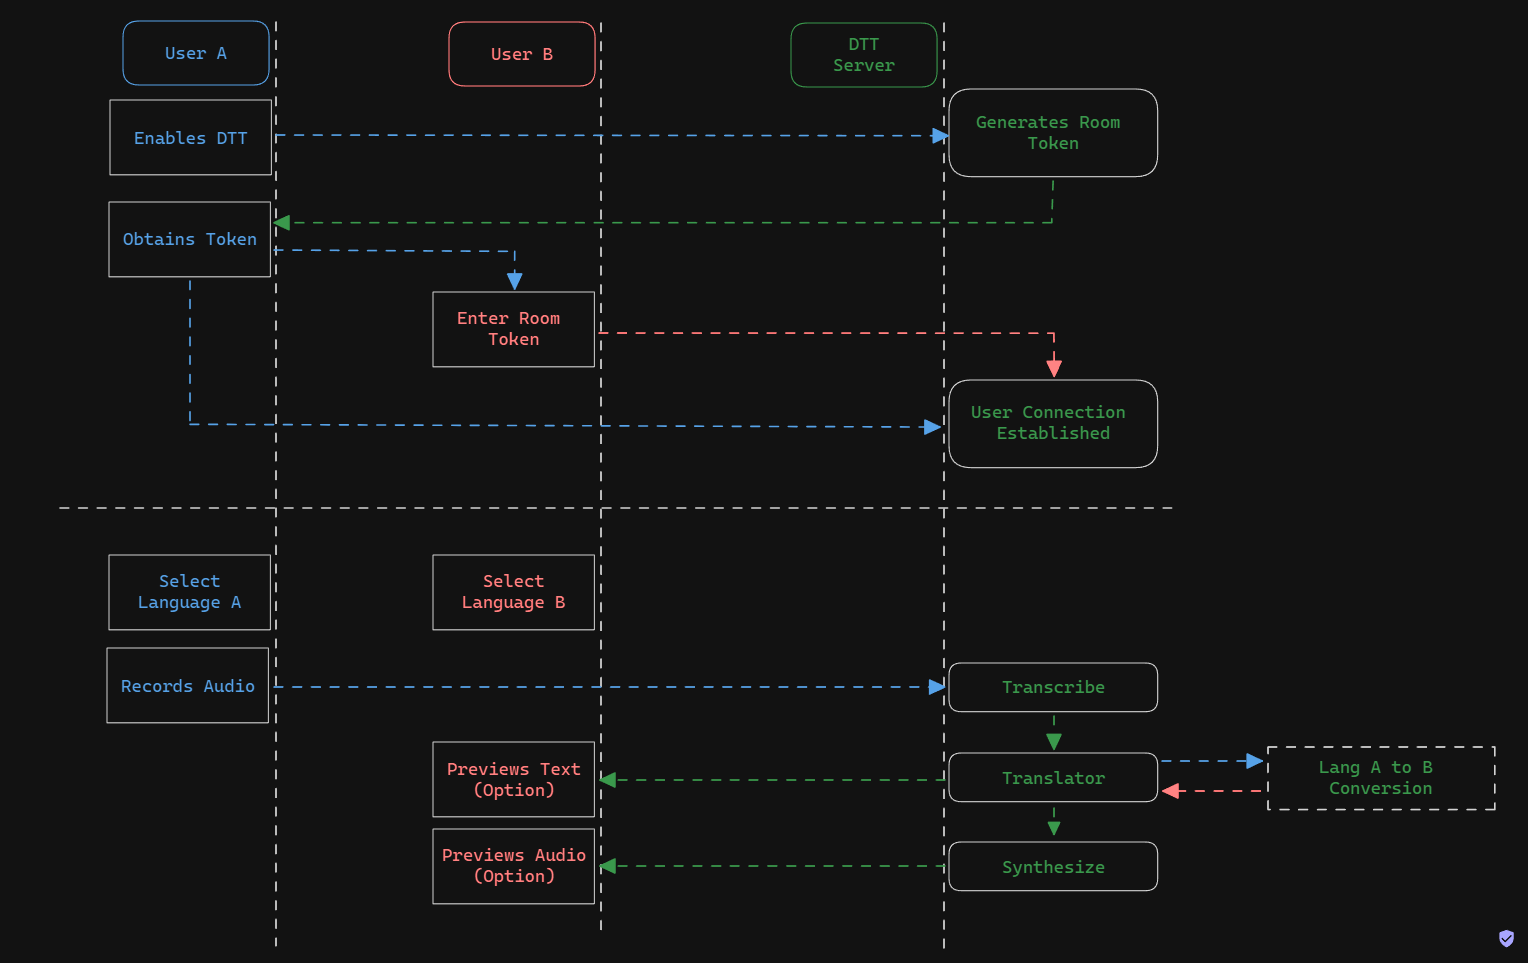 User A
User B
DTT
Server
Enables DTT
Generates Room
Token
Obtains Token
Enter Room
Token
User Connection
Established
Select
Language A
Select
Language B
Records Audio
Transcribe
Previews Text
(Option)
Translator
Lang A to B
Conversion
Previews Audio
(Option)
Synthesize